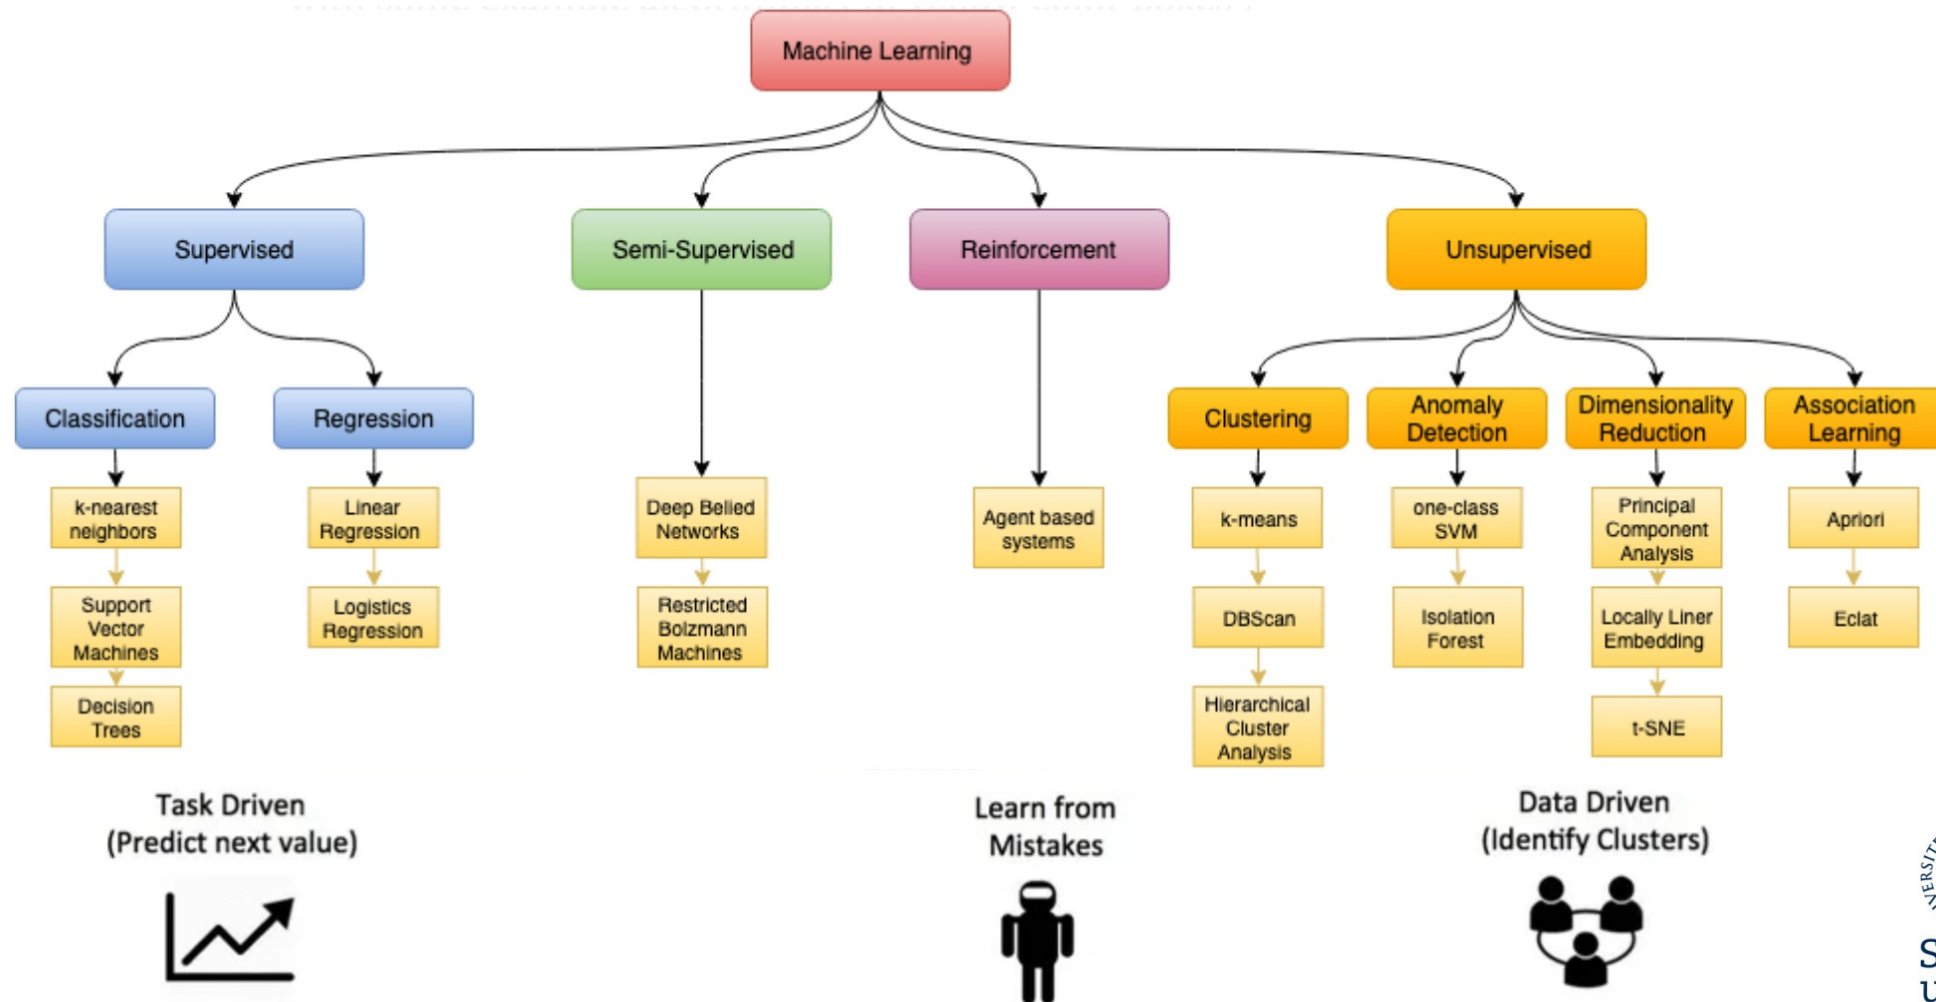 Machine Learning
Supervised
Semi-Supervised
Reinforcement
Unsupervised
Classification
Regression
Clustering
Anomaly
Detection
Dimensionality
Reduction
Association
Learning
k-nearest
neighbors
Support
Vector
Machines
Decision
Trees
Linear
Regression
Logistics
Regression
Deep Belied
Networks
Restricted
Bolzmann
Machines
Agent based
systems
k-means
DBScan
Hierarchical
Cluster
Analysis
one-class
SVM
Isolation
Forest
Principal
Component
Analysis
Locally Liner
Embedding
t-SNE
Apriori
Eclat
Task Driven
(Predict next value)
Learn from
Mistakes
Data Driven
(Identify Clusters)